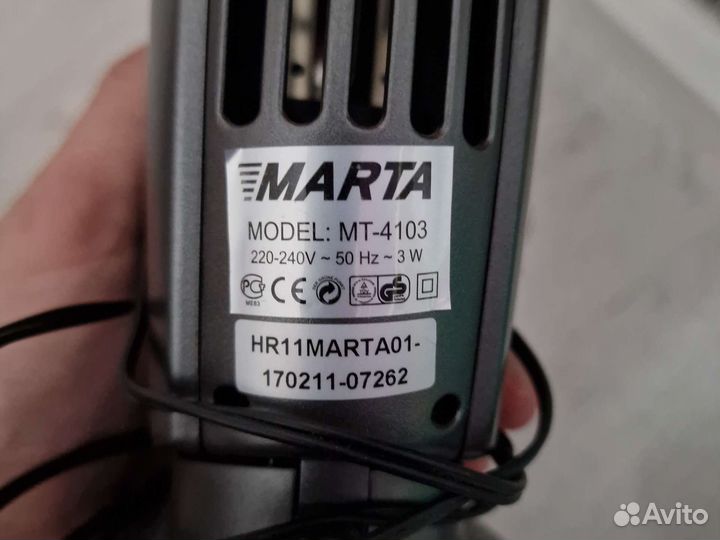 MARTA
MODEL: MT-4103
220-240V ~ 50 Hz ~ 3 W
HR11MARTA01-
170211-07262
Avito